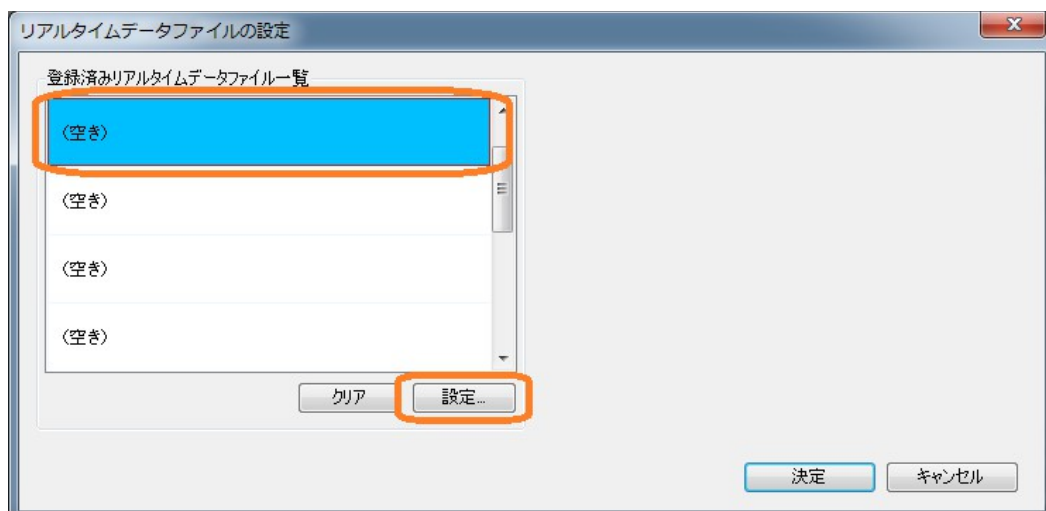 リアルタイムデータファイルの設定
登録済みリアルタイムデータファイル一覧
(空き)
(空き)
(空き)
(空き)
クリア
設定...
決定
キャンセル